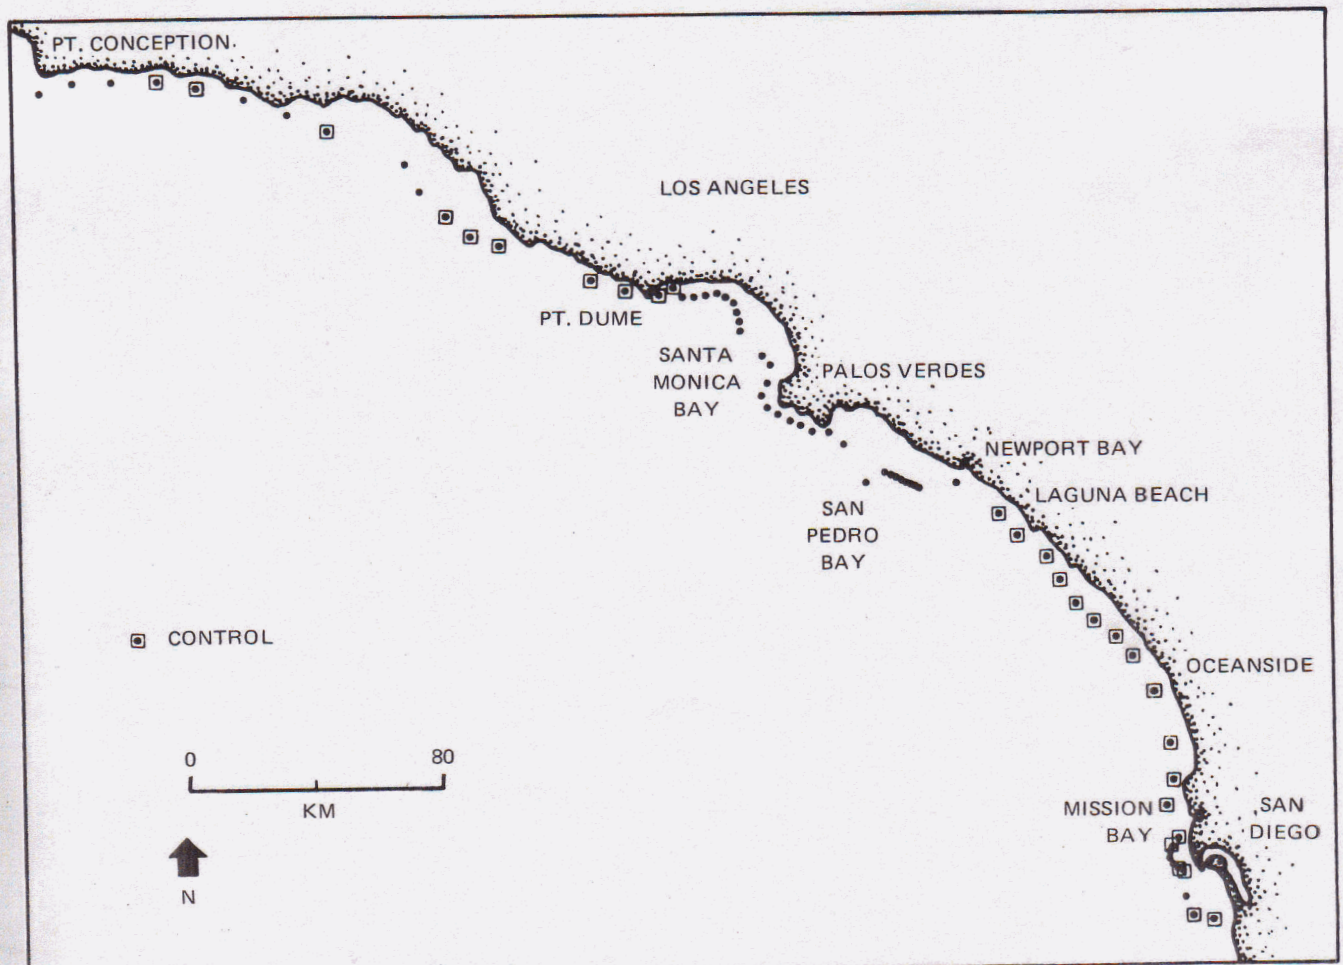 PT. CONCEPTION
LOS ANGELES
PT. DUME
SANTA
MONICA
BAY
PALOS VERDES
NEWPORT BAY
LAGUNA BEACH
SAN
PEDRO
BAY
CONTROL
OCEANSIDE
0 80
KM
MISSION
BAY
SAN
DIEGO
N